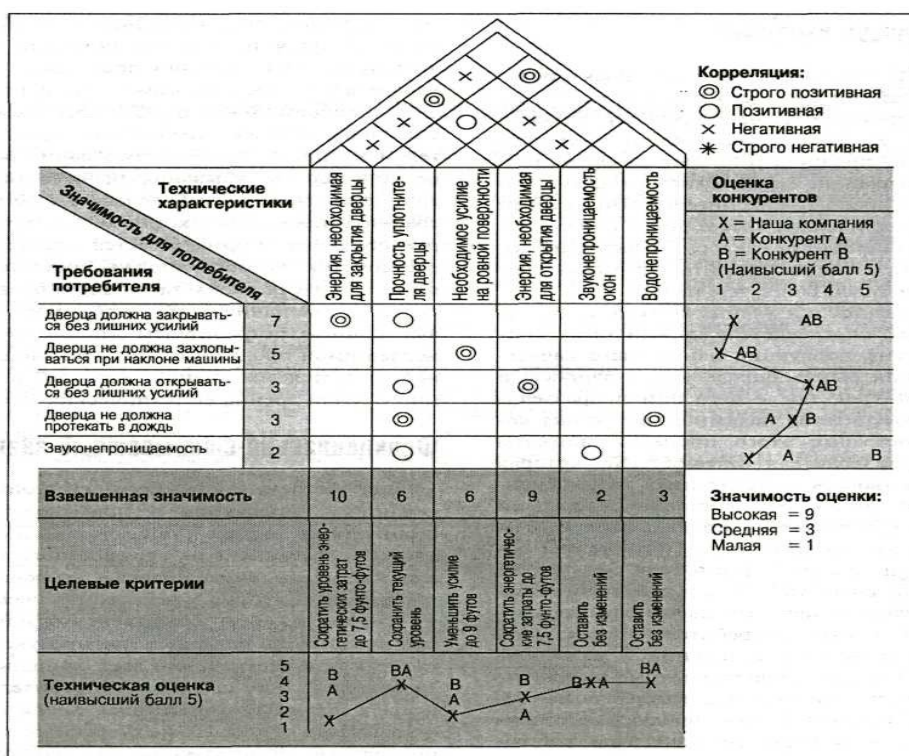 Корреляция:
◎ Строго позитивная
○ Позитивная
× Негативная
⁎ Строго негативная
Технические
характеристики
Значимость для потребителя
Требования
потребителя
Энергия, необходимая
для закрытия дверцы
Прочность уплотните-
ля дверцы
Необходимое усилие
на ровной поверхности
Энергия, необходимая
для открытия дверцы
Звуконепроницаемость
окон
Водонепроницаемость
Оценка
конкурентов
X = Наша компания
A = Конкурент A
B = Конкурент B
(Наивысший балл 5)
1 2 3 4 5
Дверца должна закрывать-
ся без лишних усилий
7 ◎ ○ X AB
Дверца не должна захлопы-
ваться при наклоне машины
5 ◎ X AB
Дверца должна открывать-
ся без лишних усилий
3 ○ ◎ X AB
Дверца не должна
протекать в дождь
3 ◎ ◎ A X B
Звуконепроницаемость
2 ○ ○ X A B
Взвешенная значимость 10 6 6 9 2 3
Значимость оценки:
Высокая = 9
Средняя = 3
Малая = 1
Целевые критерии
Сократить уровень энер-
гетических затрат
до 7,5 фунто-футов
Сохранить текущий
уровень
Уменьшить усилие
до 9 футов
Сократить энергетичес-
кие затраты до
7,5 фунто-футов
Оставить
без изменений
Оставить
без изменений
Техническая оценка
(наивысший балл 5)
5
4
3
2
1
B
A
X
BA
X
B
A
X
B
X
A
B X A
BA
X